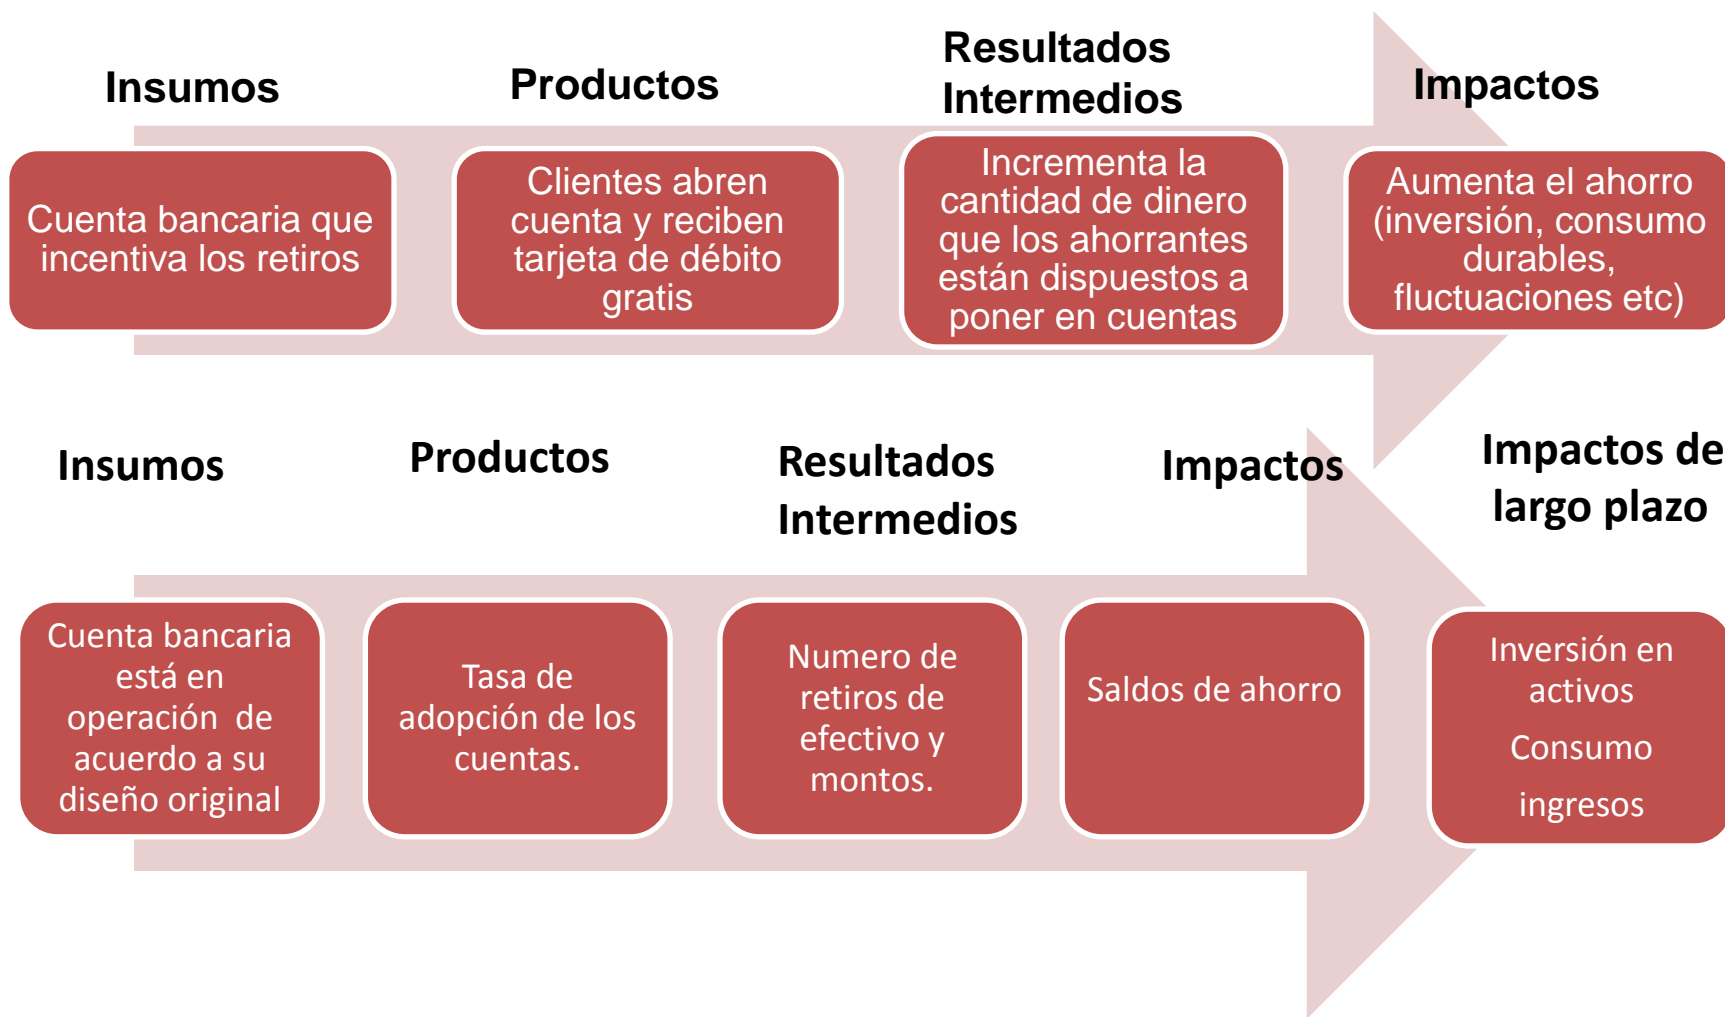 Insumos
Productos
Resultados
Intermedios
Impactos
Cuenta bancaria que
incentiva los retiros
Clientes abren
cuenta y reciben
tarjeta de débito
gratis
Incrementa la
cantidad de dinero
que los ahorrantes
están dispuestos a
poner en cuentas
Aumenta el ahorro
(inversión, consumo
durables,
fluctuaciones etc)
Insumos
Productos
Resultados
Intermedios
Impactos
Impactos de
largo plazo
Cuenta bancaria
está en
operación de
acuerdo a su
diseño original
Tasa de
adopción de los
cuentas.
Numero de
retiros de
efectivo y
montos.
Saldos de ahorro
Inversión en
activos
Consumo
ingresos